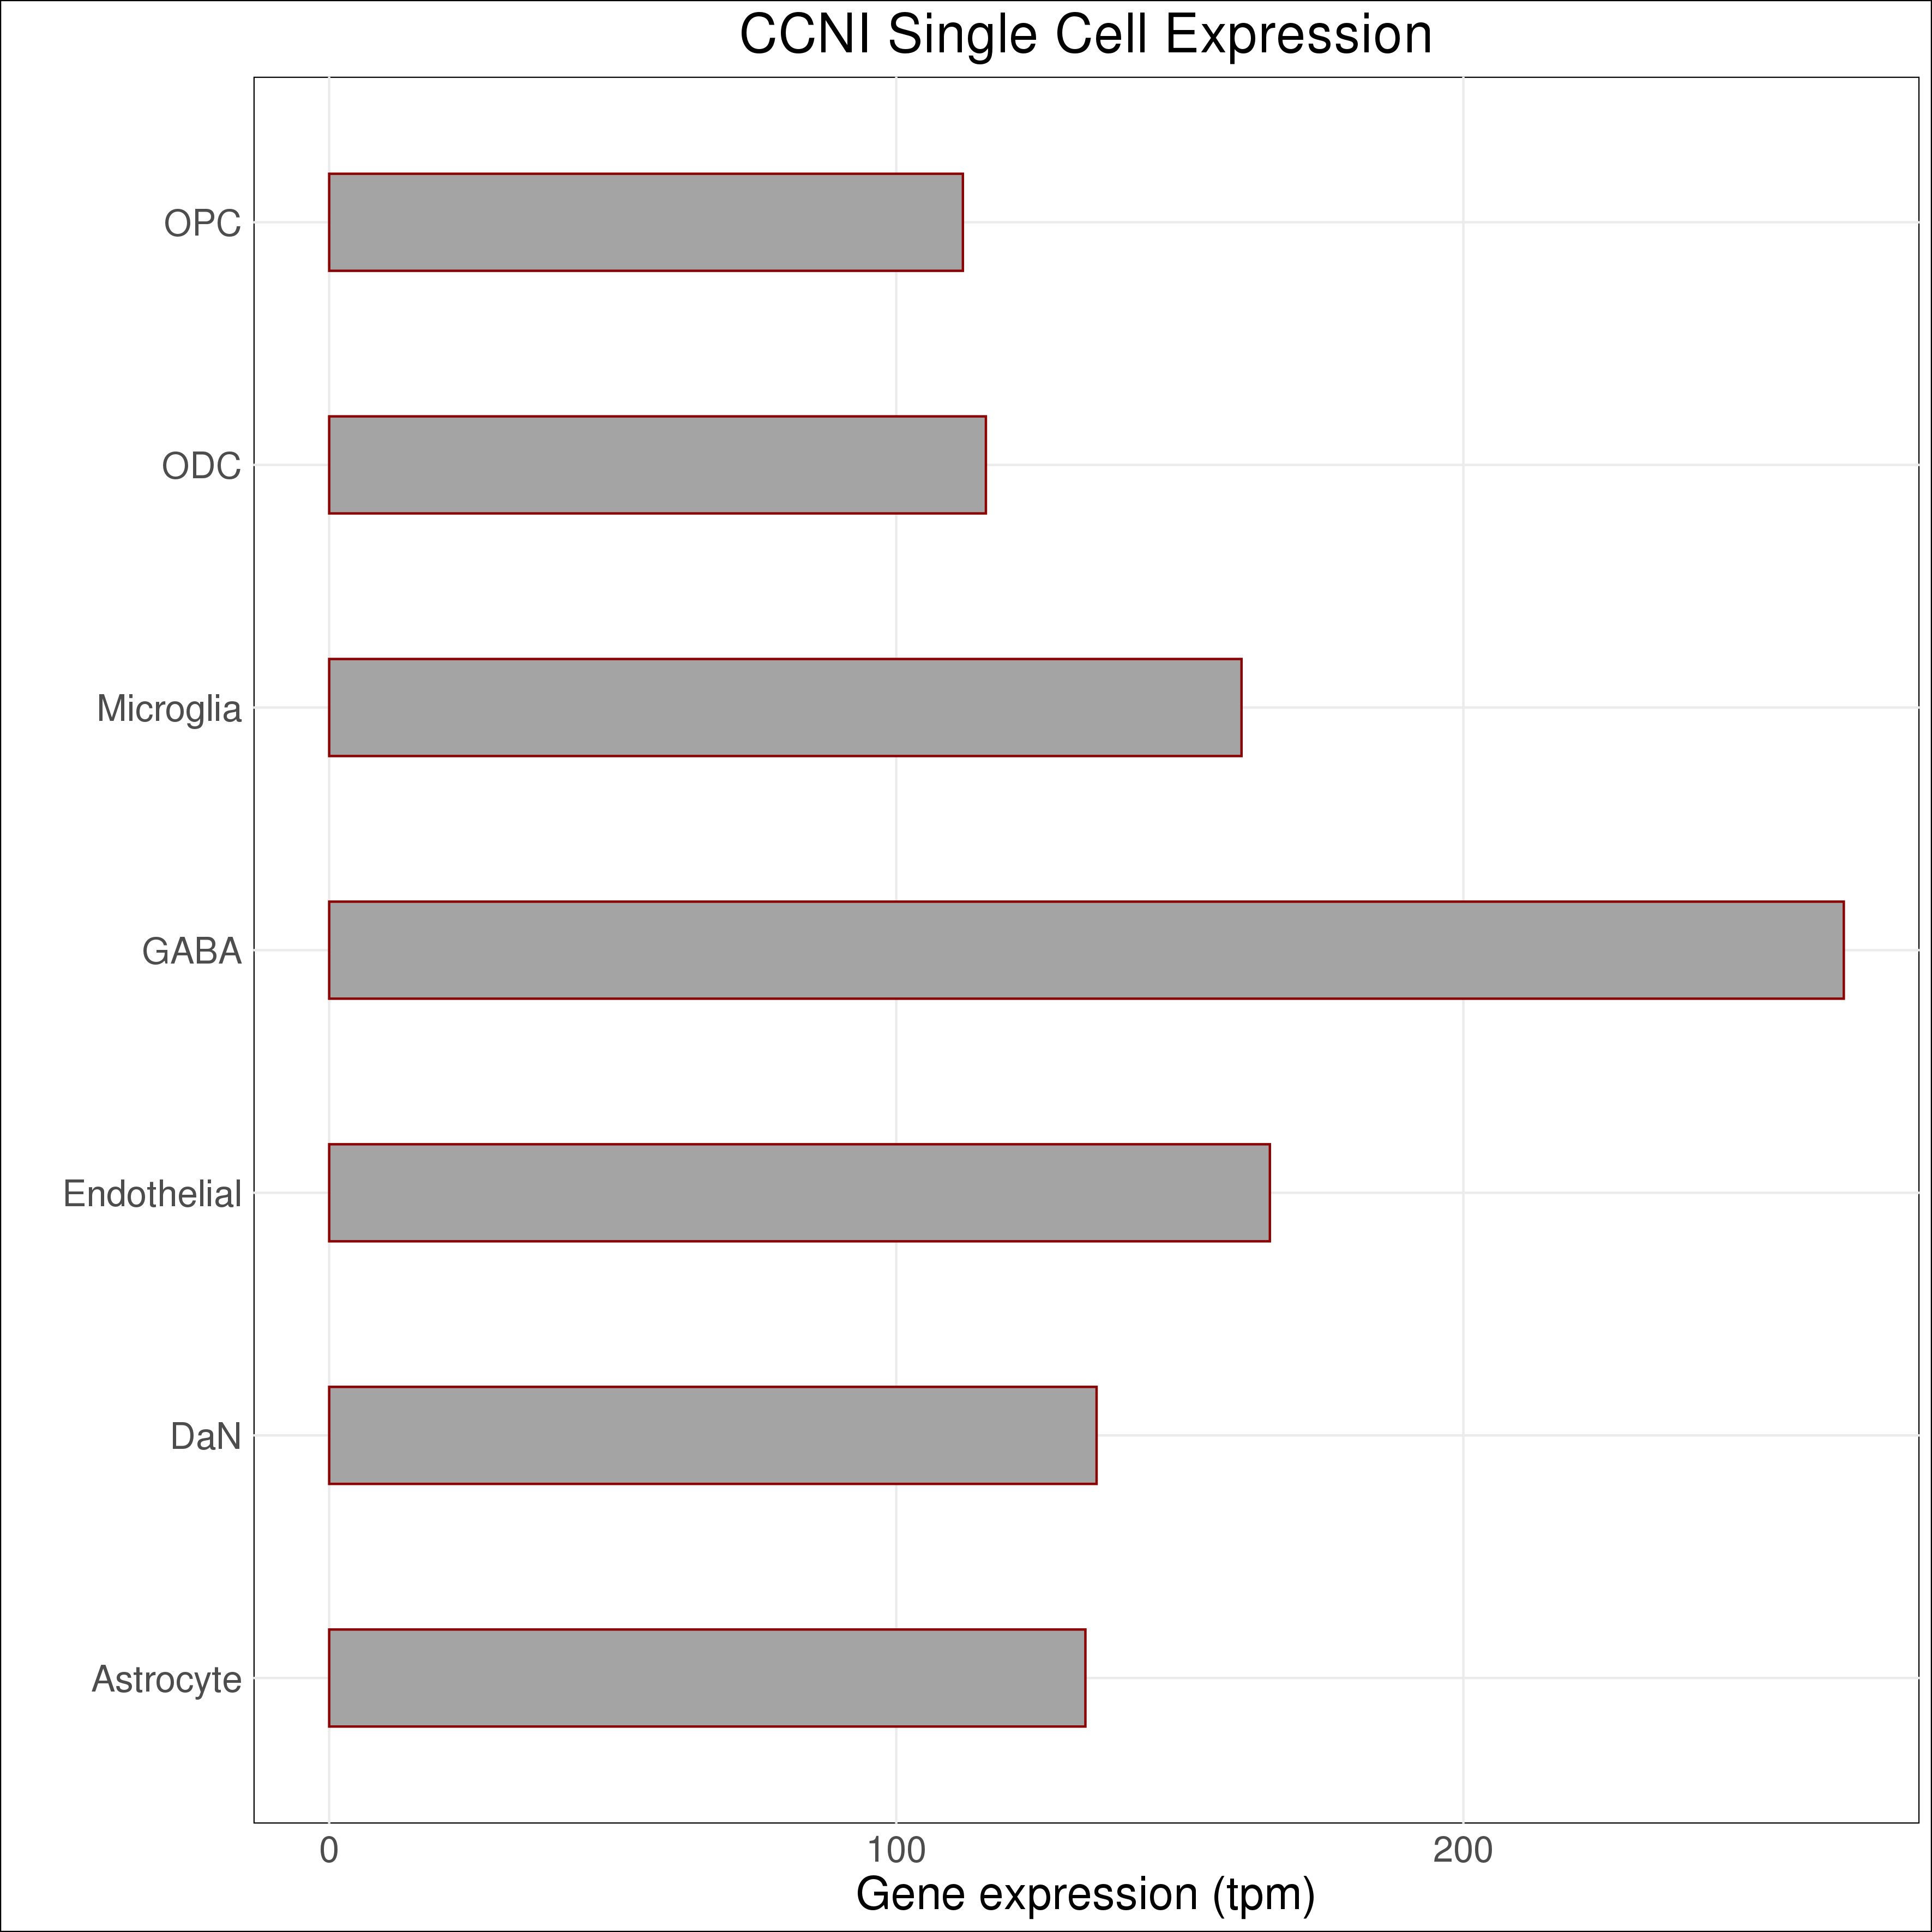 CCNI Single Cell Expression
OPC
ODC
Microglia
GABA
Endothelial
DaN
Astrocyte
0 100 200
Gene expression (tpm)